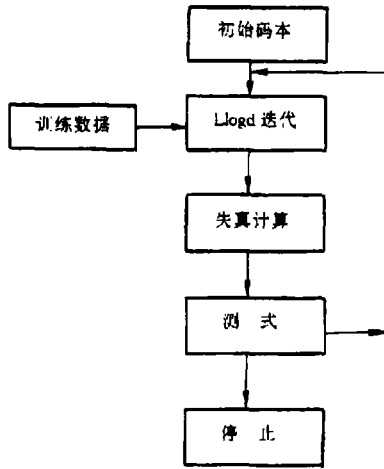 初始码本
训练数据
Llogd 迭代
失真计算
测 式
停 止